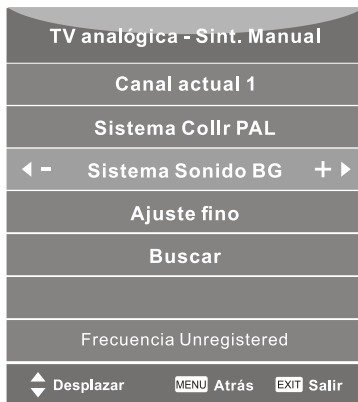 TV analógica - Sint. Manual
Canal actual 1
Sistema Collr PAL
- Sistema Sonido BG +
Ajuste fino
Buscar
Frecuencia Unregistered
Desplazar MENU Atrás EXIT Salir